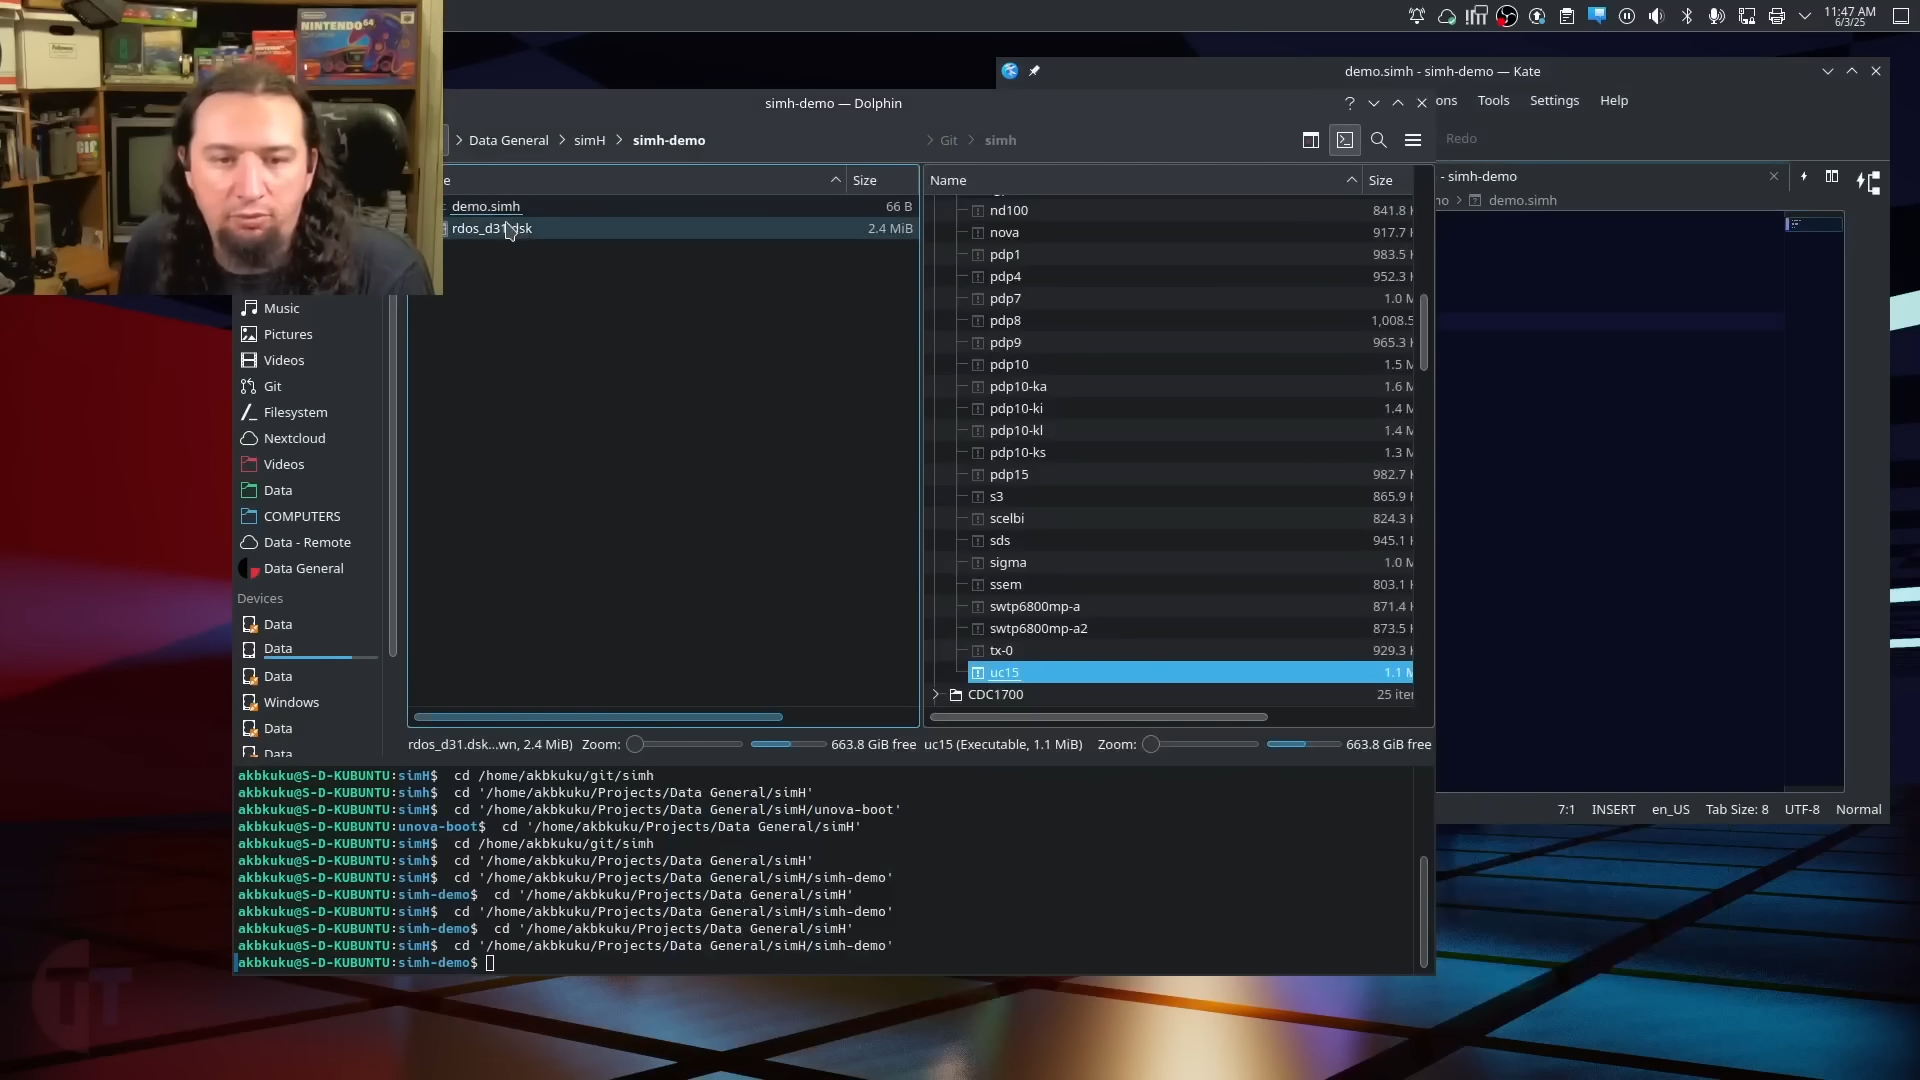 NINTENDO 64
11:47 AM
6/3/25
demo.simh - simh-demo — Kate
ons Tools Settings Help
Redo
- simh-demo
no > demo.simh
simh-demo — Dolphin
> Data General > simH > simh-demo
> Git > simh
e Size
demo.simh 66 B
rdos_d31.dsk 2.4 MiB
Name Size
nd100 841.8
nova 917.7
pdp1 983.5
pdp4 952.3
pdp7 1.0 M
pdp8 1,008.5
pdp9 965.3
pdp10 1.5 M
pdp10-ka 1.6 M
pdp10-ki 1.4 M
pdp10-kl 1.4 M
pdp10-ks 1.3 M
pdp15 982.7
s3 865.9
scelbi 824.3
sds 945.1
sigma 1.0 M
ssem 803.1
swtp6800mp-a 871.4
swtp6800mp-a2 873.5
tx-0 929.3
uc15 1.1 M
CDC1700 25 iter
Music
Pictures
Videos
Git
Filesystem
Nextcloud
Videos
Data
COMPUTERS
Data - Remote
Data General
Devices
Data
Data
Data
Windows
Data
Data
rdos_d31.dsk...wn, 2.4 MiB) Zoom: 663.8 GiB free
uc15 (Executable, 1.1 MiB) Zoom: 663.8 GiB free
7:1 INSERT en_US Tab Size: 8 UTF-8 Normal
akbkuku@S-D-KUBUNTU:simH$ cd /home/akbkuku/git/simh
akbkuku@S-D-KUBUNTU:simh$ cd '/home/akbkuku/Projects/Data General/simH'
akbkuku@S-D-KUBUNTU:simH$ cd '/home/akbkuku/Projects/Data General/simH/unova-boot'
akbkuku@S-D-KUBUNTU:unova-boot$ cd '/home/akbkuku/Projects/Data General/simH'
akbkuku@S-D-KUBUNTU:simH$ cd /home/akbkuku/git/simh
akbkuku@S-D-KUBUNTU:simh$ cd '/home/akbkuku/Projects/Data General/simH'
akbkuku@S-D-KUBUNTU:simH$ cd '/home/akbkuku/Projects/Data General/simH/simh-demo'
akbkuku@S-D-KUBUNTU:simh-demo$ cd '/home/akbkuku/Projects/Data General/simH'
akbkuku@S-D-KUBUNTU:simH$ cd '/home/akbkuku/Projects/Data General/simH/simh-demo'
akbkuku@S-D-KUBUNTU:simh-demo$ cd '/home/akbkuku/Projects/Data General/simH'
akbkuku@S-D-KUBUNTU:simH$ cd '/home/akbkuku/Projects/Data General/simH/simh-demo'
akbkuku@S-D-KUBUNTU:simh-demo$